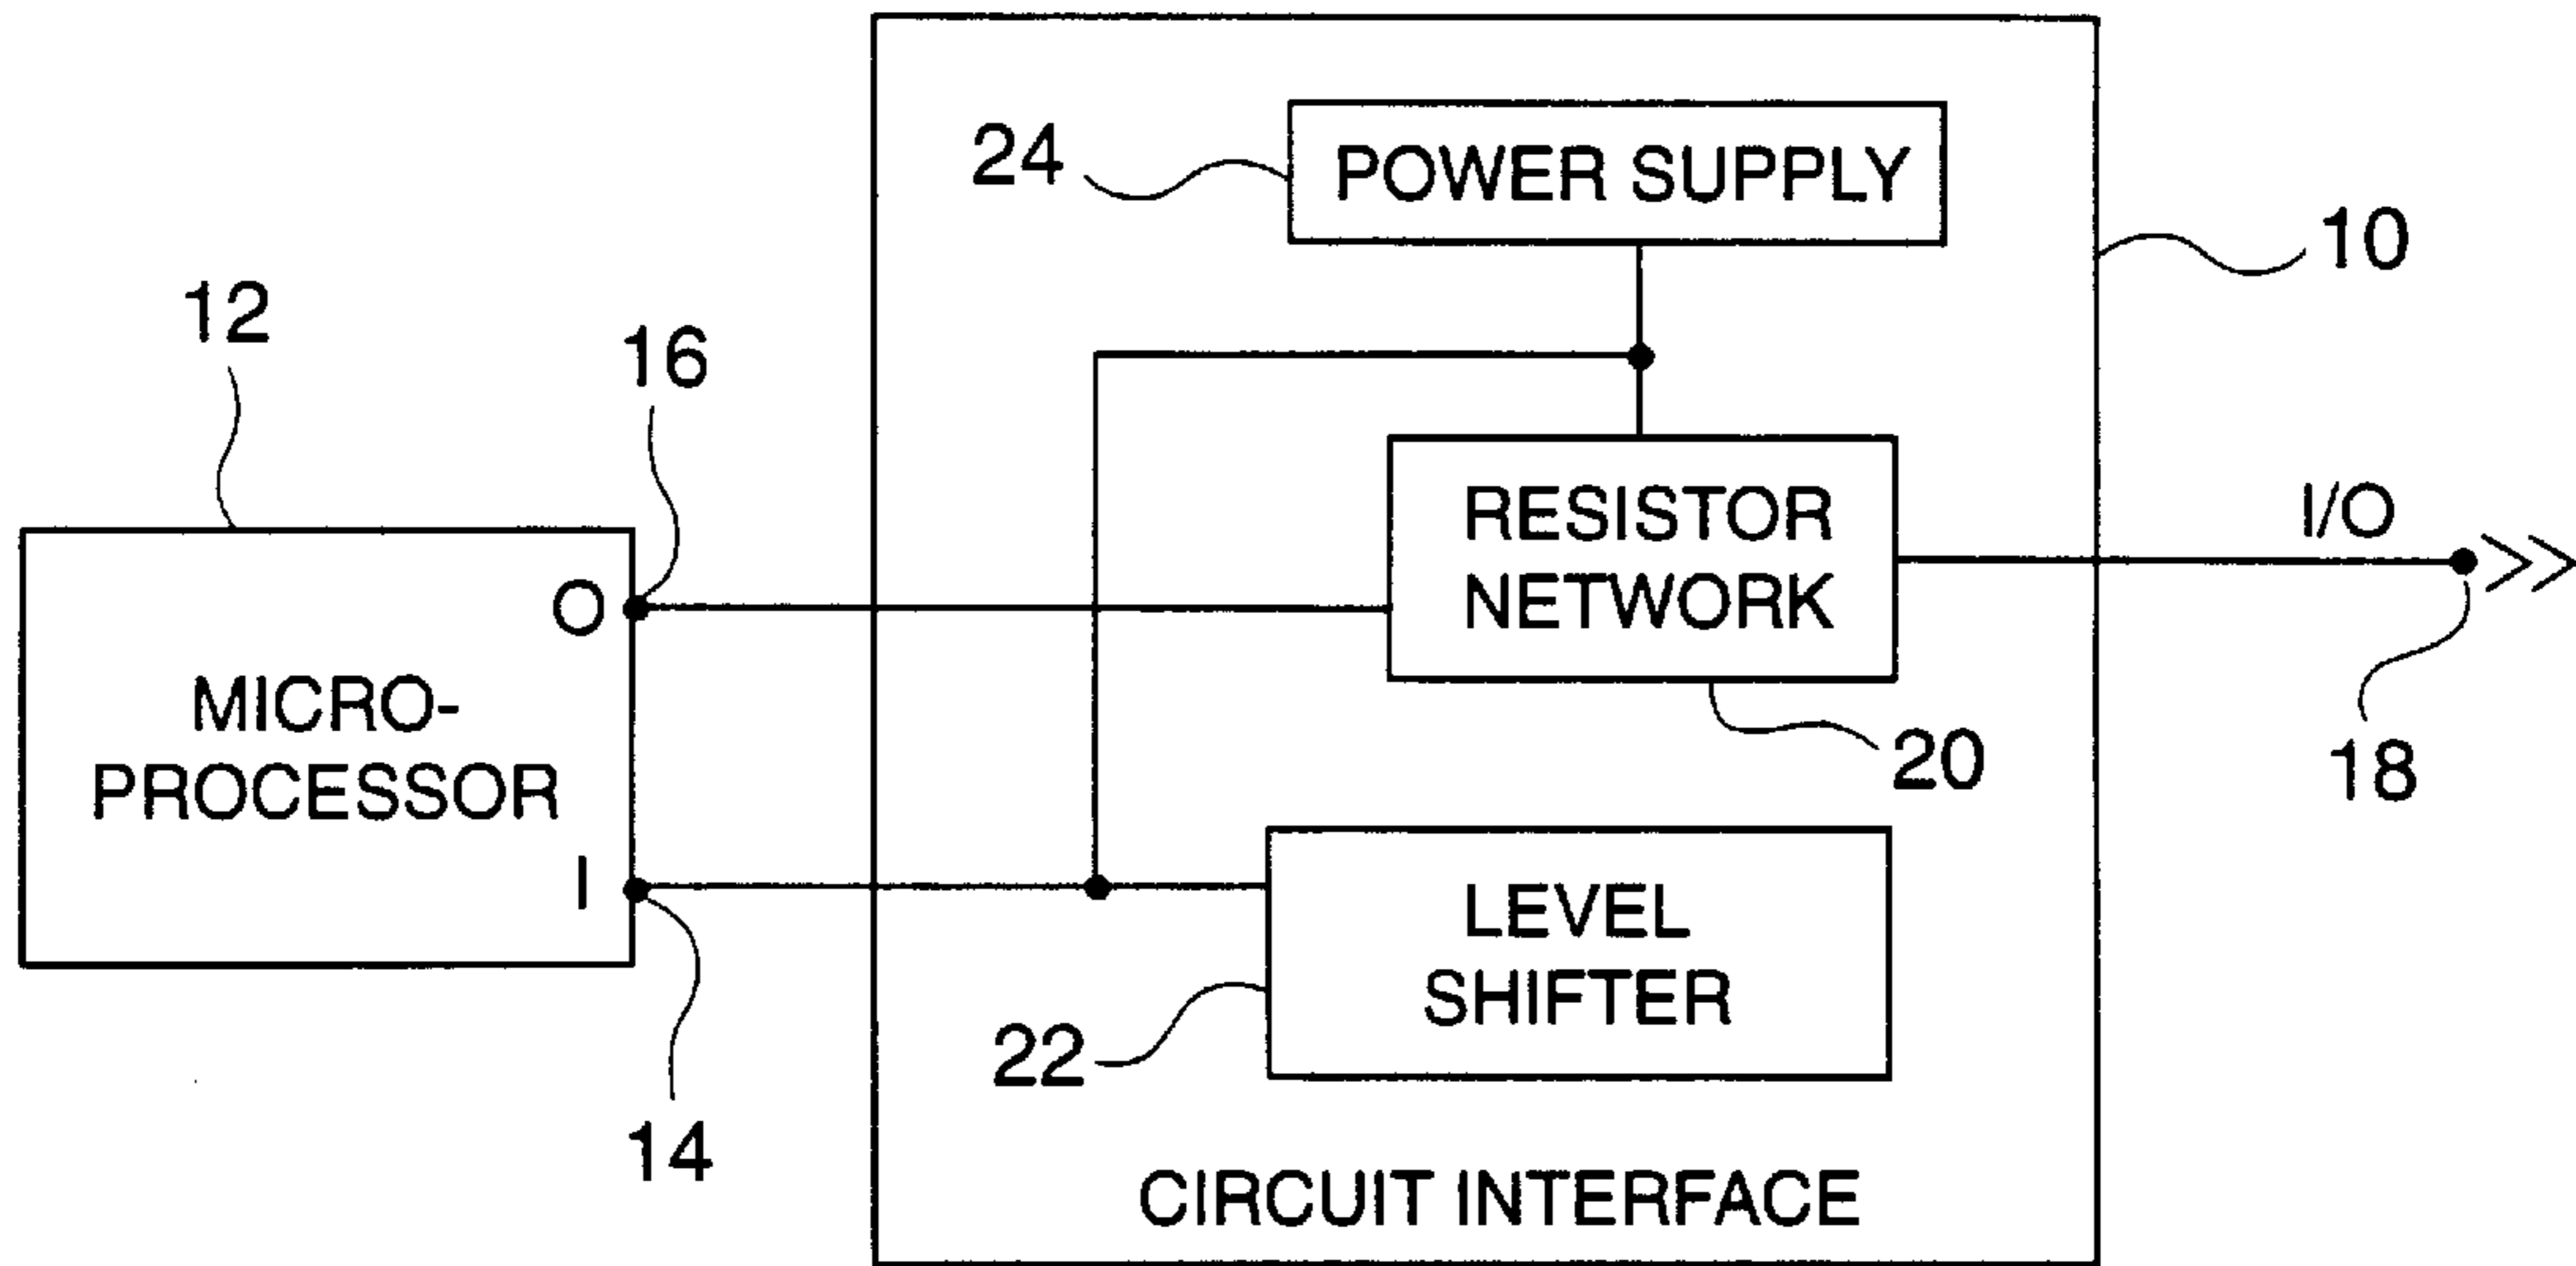 24
POWER SUPPLY
10
12
16
RESISTOR
NETWORK
I/O
O
MICRO-
PROCESSOR
20
18
I
LEVEL
SHIFTER
22
14
CIRCUIT INTERFACE